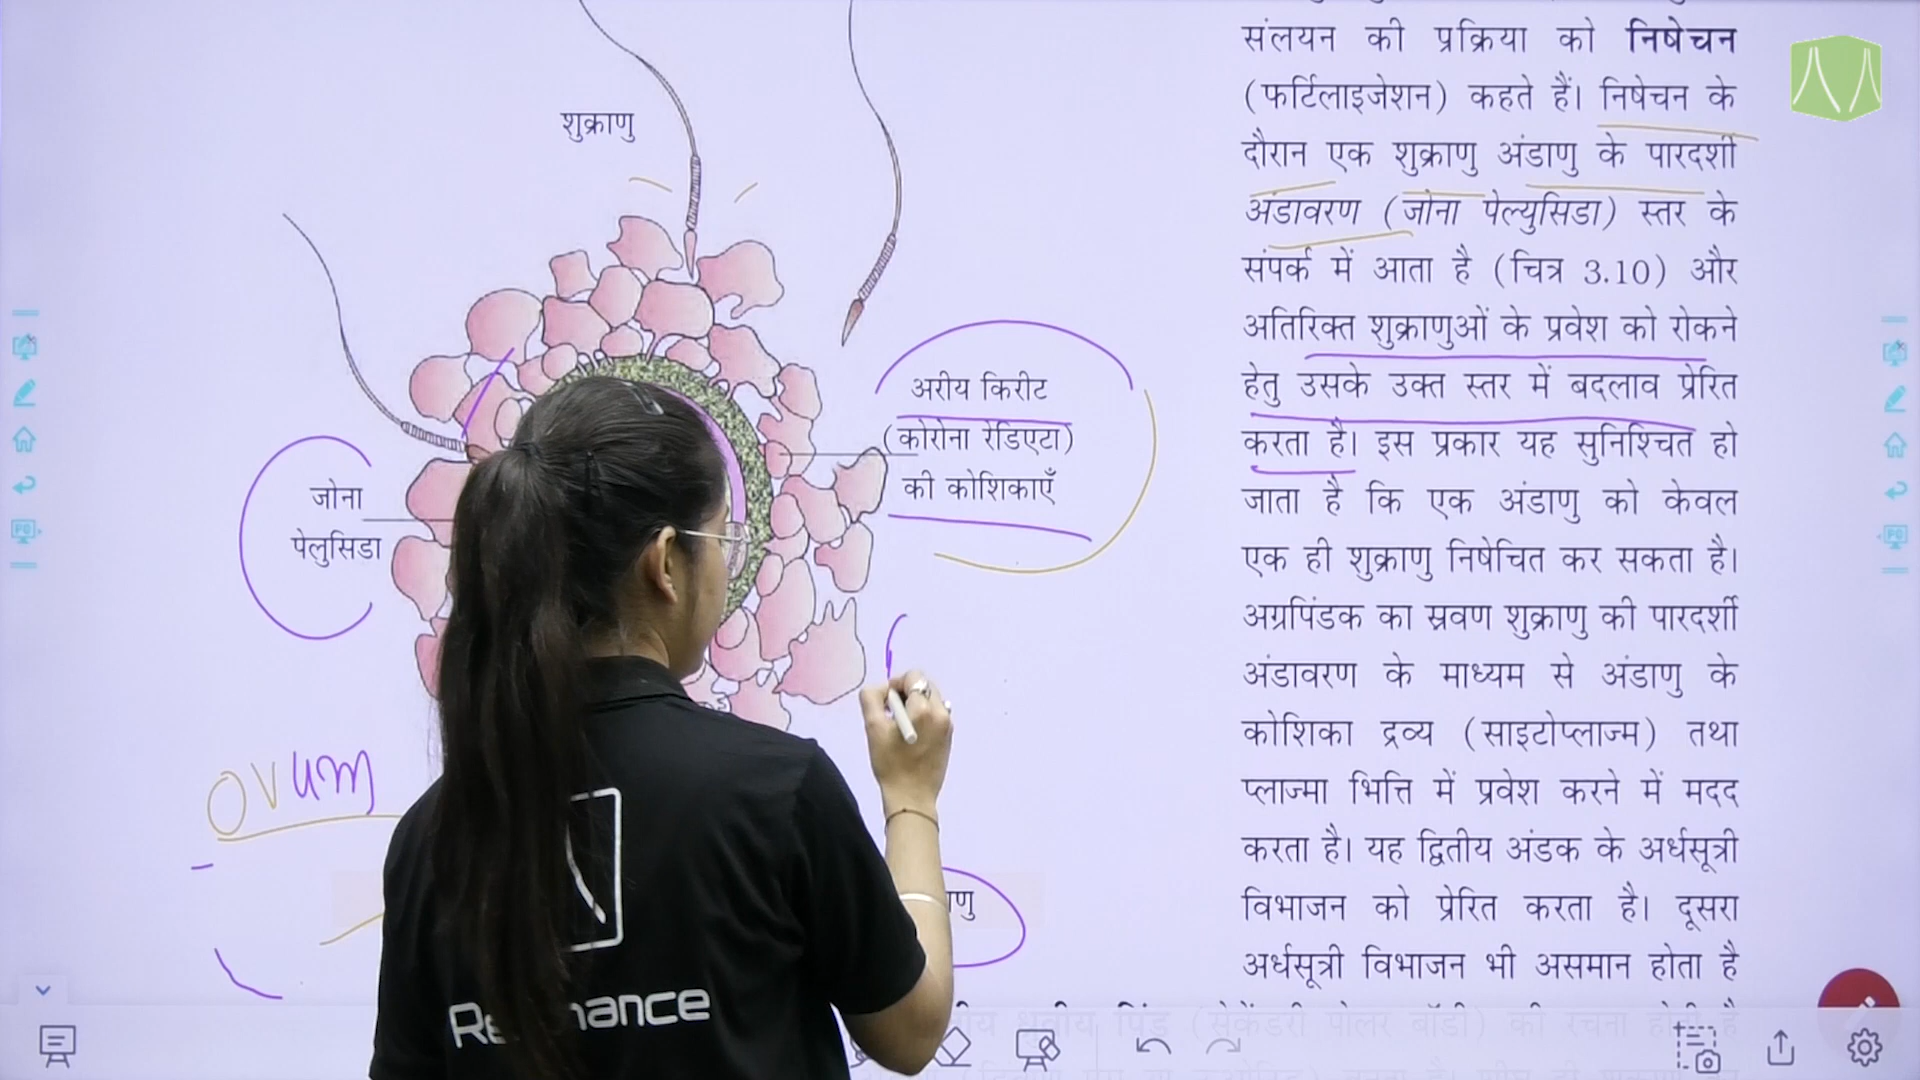 शुक्राणु
जोना
पेलुसिडा
अरीय किरीट
(कोरोना रेडिएटा)
की कोशिकाएँ
ovum
संलयन की प्रक्रिया को निषेचन
(फर्टिलाइजेशन) कहते हैं। निषेचन के
दौरान एक शुक्राणु अंडाणु के पारदर्शी
अंडावरण (जोना पेल्युसिडा) स्तर के
संपर्क में आता है (चित्र 3.10) और
अतिरिक्त शुक्राणुओं के प्रवेश को रोकने
हेतु उसके उक्त स्तर में बदलाव प्रेरित
करता है। इस प्रकार यह सुनिश्चित हो
जाता है कि एक अंडाणु को केवल
एक ही शुक्राणु निषेचित कर सकता है।
अग्रपिंडक का स्रवण शुक्राणु की पारदर्शी
अंडावरण के माध्यम से अंडाणु के
कोशिका द्रव्य (साइटोप्लाज्म) तथा
प्लाज्मा भित्ति में प्रवेश करने में मदद
करता है। यह द्वितीय अंडक के अर्धसूत्री
विभाजन को प्रेरित करता है। दूसरा
अर्धसूत्री विभाजन भी असमान होता है
ध्रुवीय पिंड (सेकेंडरी पोलर बॉडी) की रचना होती है